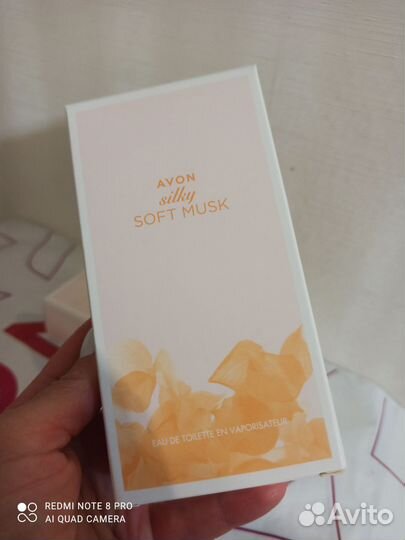 AVON
silky
SOFT MUSK
EAU DE TOILETTE EN VAPORISATEUR
REDMI NOTE 8 PRO
AI QUAD CAMERA
Avito